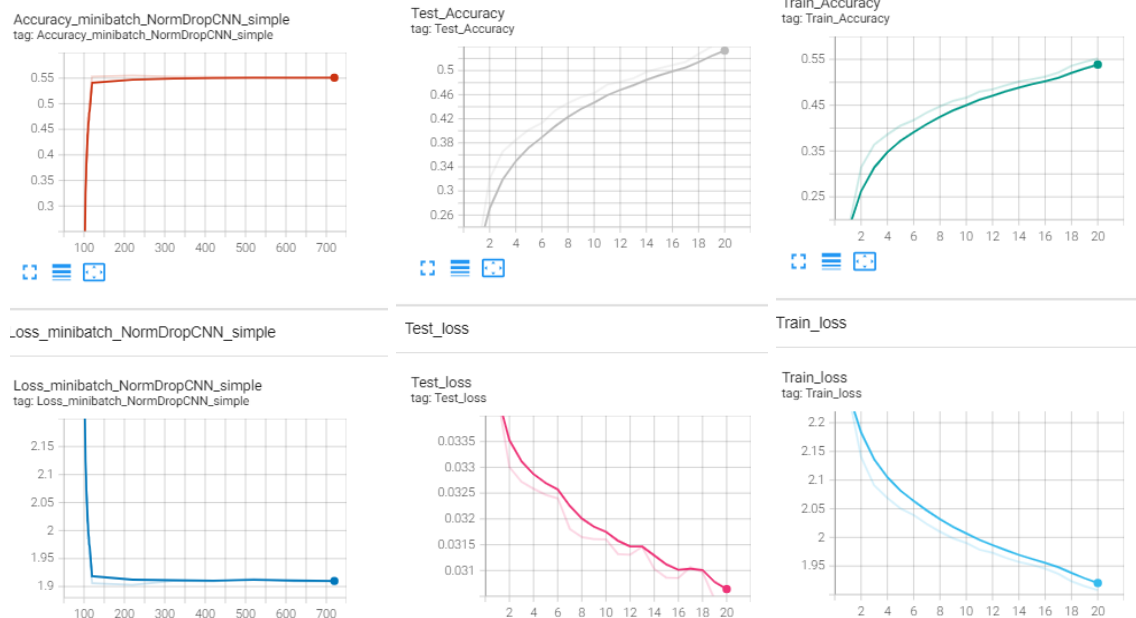 Accuracy_minibatch_NormDropCNN_simple
tag: Accuracy_minibatch_NormDropCNN_simple
0.55
0.5
0.45
0.4
0.35
0.3
100 200 300 400 500 600 700
Test_Accuracy
tag: Test_Accuracy
0.5
0.46
0.42
0.38
0.34
0.3
0.26
2 4 6 8 10 12 14 16 18 20
Train_Accuracy
tag: Train_Accuracy
0.55
0.45
0.35
0.25
2 4 6 8 10 12 14 16 18 20
Loss_minibatch_NormDropCNN_simple
Test_loss
Train_loss
Loss_minibatch_NormDropCNN_simple
tag: Loss_minibatch_NormDropCNN_simple
2.15
2.1
2.05
2
1.95
1.9
100 200 300 400 500 600 700
Test_loss
tag: Test_loss
0.0335
0.033
0.0325
0.032
0.0315
0.031
2 4 6 8 10 12 14 16 18 20
Train_loss
tag: Train_loss
2.2
2.15
2.1
2.05
2
1.95
2 4 6 8 10 12 14 16 18 20